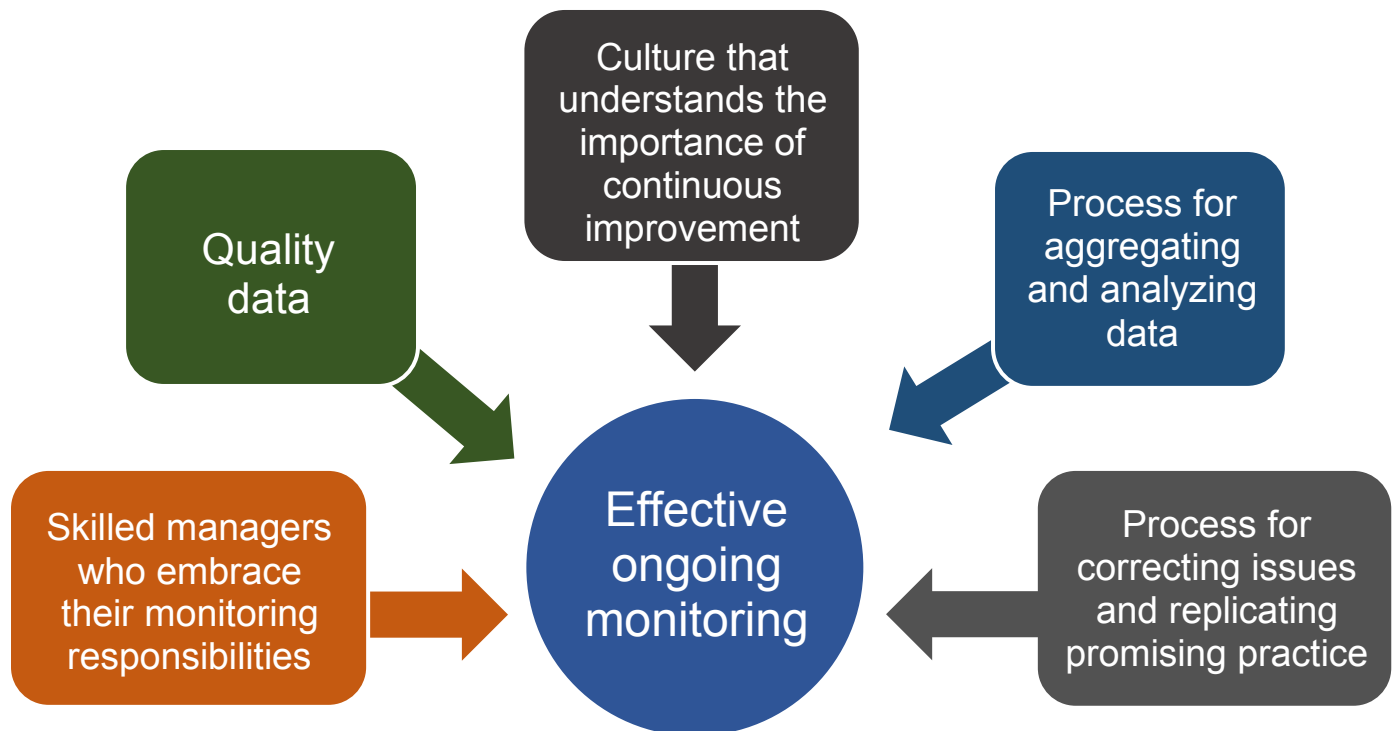 Culture that
understands the
importance of
continuous
improvement
Quality
data
Process for
aggregating
and analyzing
data
Skilled managers
who embrace
their monitoring
responsibilities
Effective
ongoing
monitoring
Process for
correcting issues
and replicating
promising practice